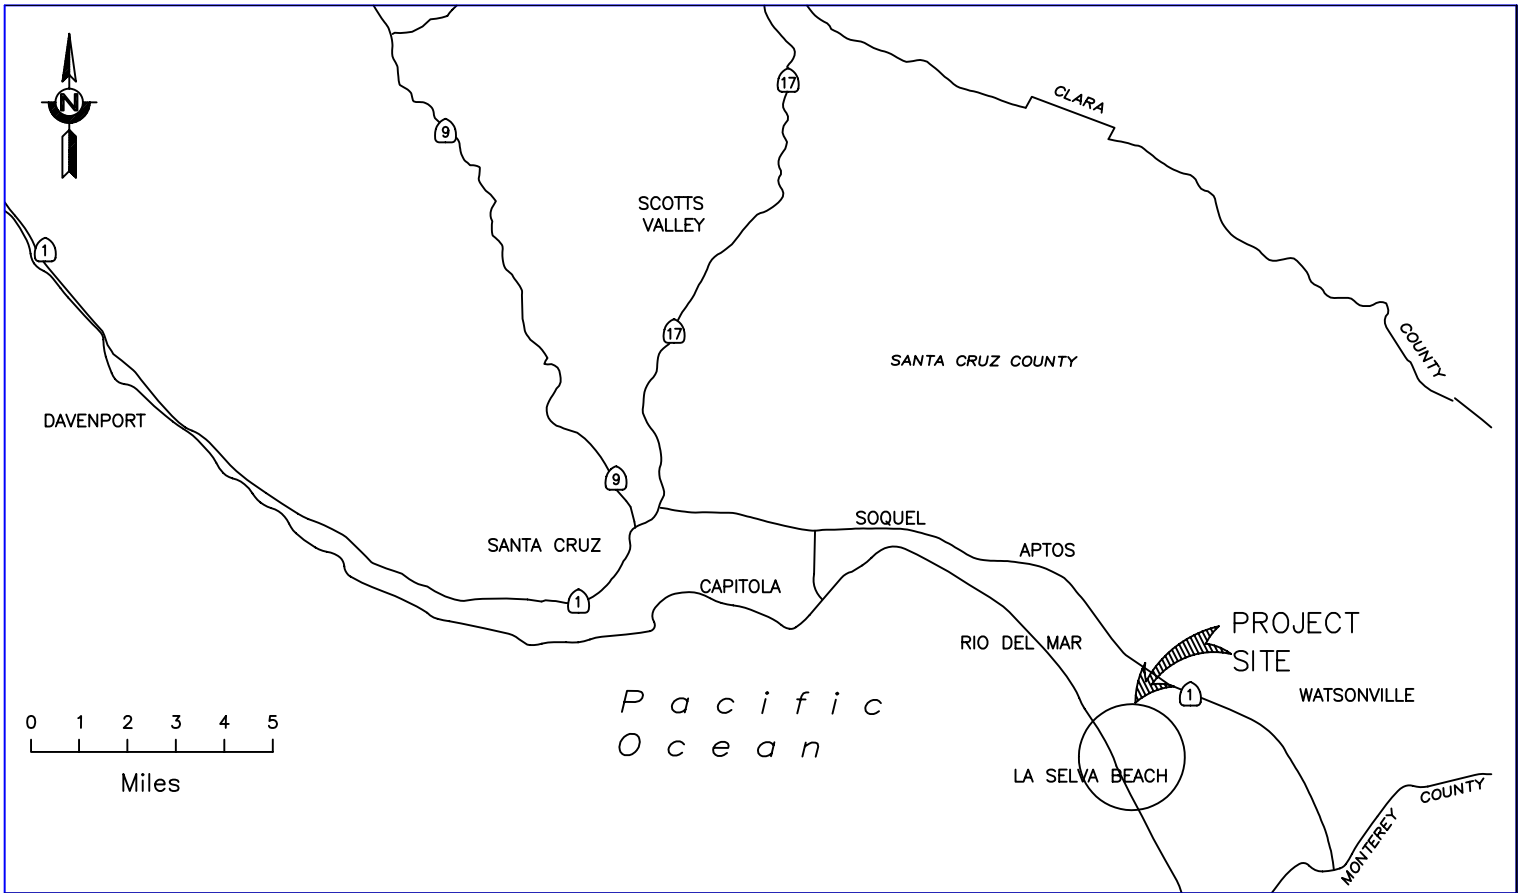 17
CLARA
N
9
SCOTTS
VALLEY
1
17
COUNTY
SANTA CRUZ COUNTY
DAVENPORT
9
SOQUEL
SANTA CRUZ
APTOS
CAPITOLA
1
PROJECT
SITE
RIO DEL MAR
1
WATSONVILLE
Pacific
Ocean
0 1 2 3 4 5
Miles
LA SELVA BEACH
MONTEREY COUNTY